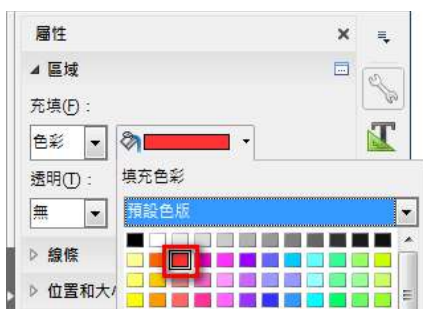 屬性
區域
充填(F)：
色彩
透明(T)：
填充色彩
無
預設色版
線條
位置和大